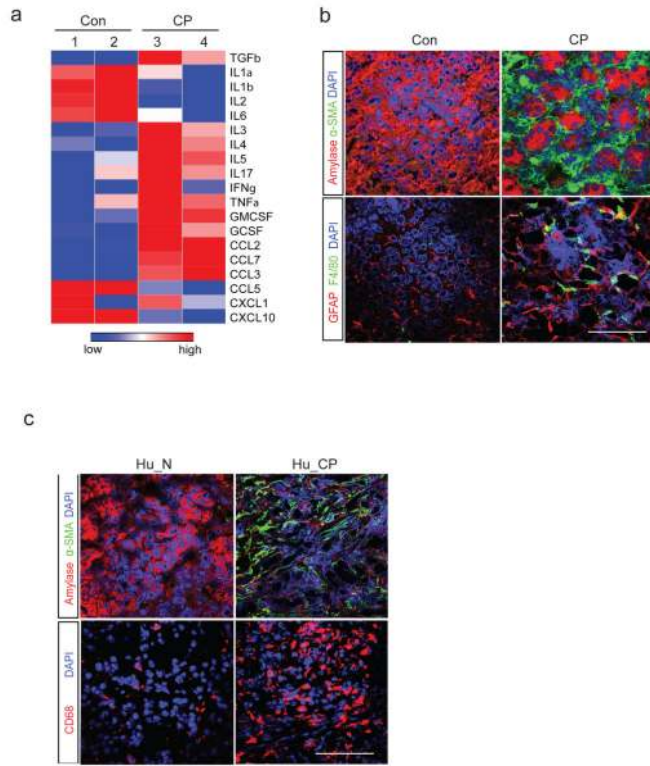 a
Con CP
1 2 3 4
TGFb
IL1a
IL1b
IL2
IL6
IL3
IL4
IL5
IL17
IFNg
TNFa
GMCSF
GCSF
CCL2
CCL7
CCL3
CCL5
CXCL1
CXCL10
low high
b
Con CP
Amylase α-SMA DAPI
GFAP F4/80 DAPI
c
Hu_N Hu_CP
Amylase α-SMA DAPI
CD68 DAPI